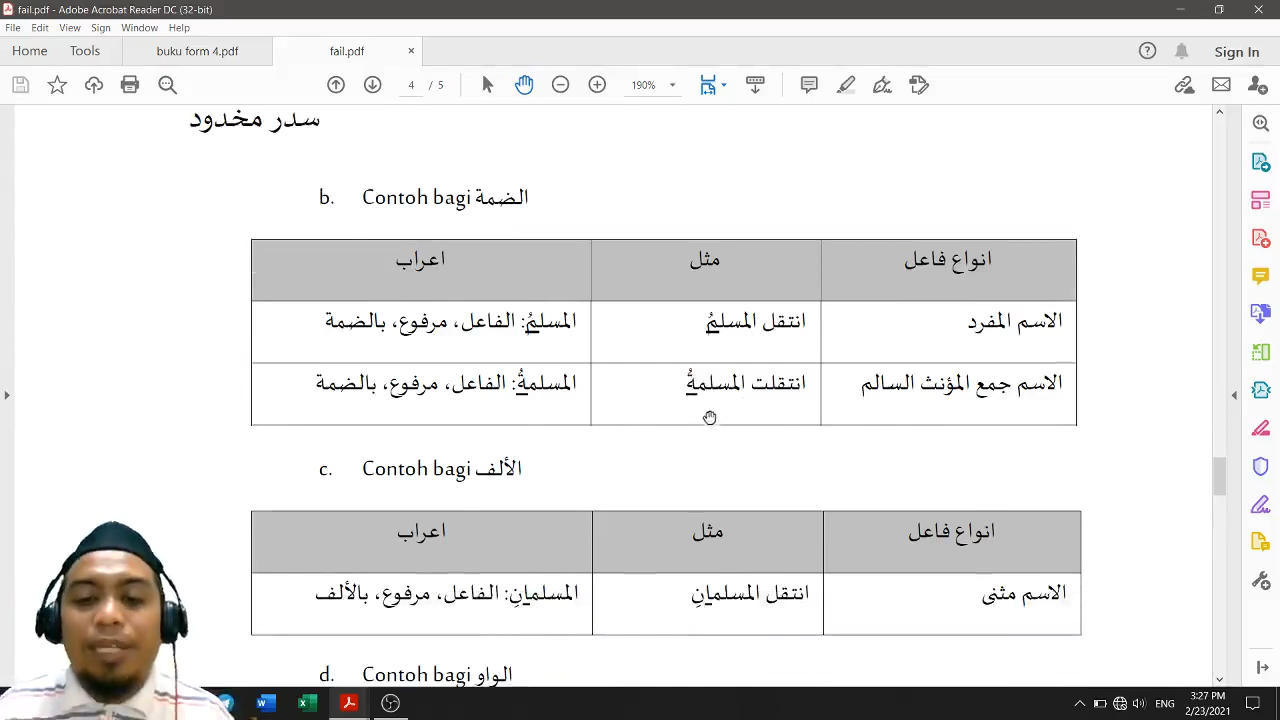 fail.pdf - Adobe Acrobat Reader DC (32-bit)
File Edit View Sign Window Help
Home Tools buku form 4.pdf fail.pdf × Sign In
4 / 5 190%
سدر مخدود
b. Contoh bagi الضمة
انواع فاعل مثل اعراب
الاسم المفرد انتقل المسلمُ المسلمُ: الفاعل، مرفوع، بالضمة
الاسم جمع المؤنث السالم انتقلت المسلمةُ المسلمةُ: الفاعل، مرفوع، بالضمة
c. Contoh bagi الألف
انواع فاعل مثل اعراب
الاسم مثنى انتقل المسلمانِ المسلمانِ: الفاعل، مرفوع، بالألف
d. Contoh bagi الواو
ENG 3:27 PM
2/23/2021